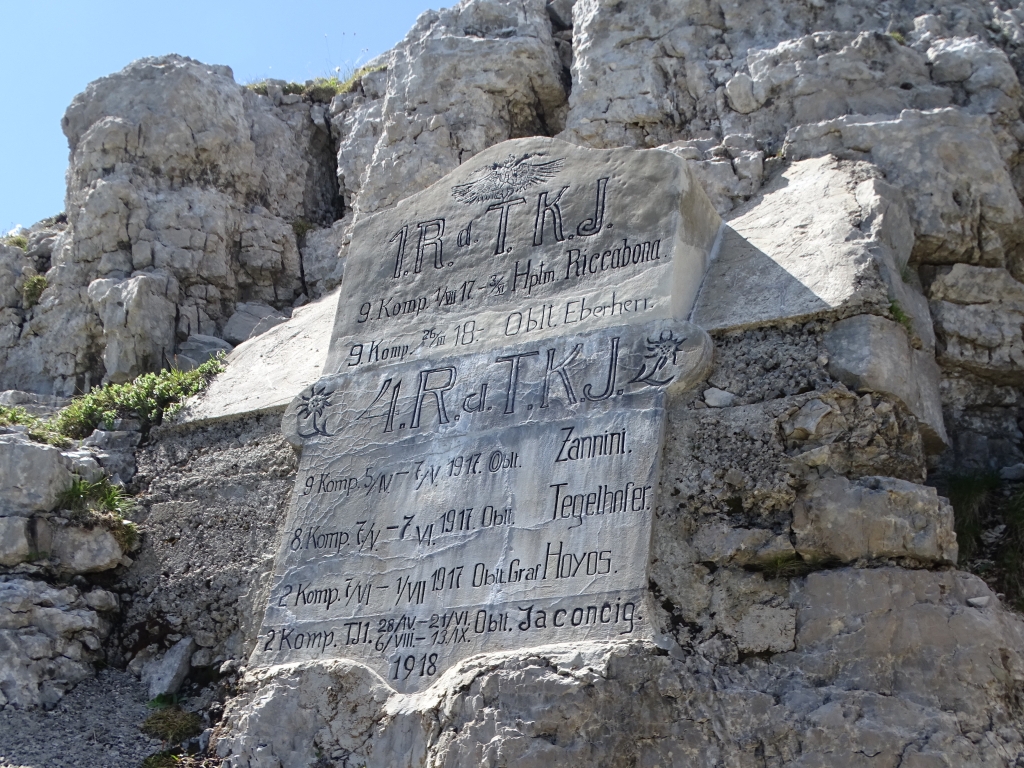 1.R.d.T.K.J.
9.Komp. 1/VIII 17-3/XI Hptm.Riccabona.
9.Komp. 26/III 18- Oblt.Eberherr.
4.R.d.T.K.J.
9 Komp. 5/IV – 7/V 1917. Oblt. Zannini.
8.Komp. 7/V – 7/VI. 1917. Oblt. Tegelhofer.
2 Komp. 7/VI – 1/VII 1917 Oblt.Graf Hoyos.
2 Komp. TJ1. 28/IV.– 21/VI. 6/VIII – 13/IX. Oblt. Jaconcig.
1918